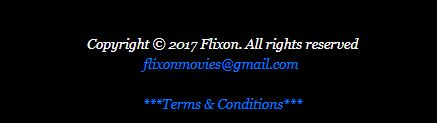 Copyright © 2017 Flixon. All rights reserved
flixonmovies@gmail.com
***Terms & Conditions***